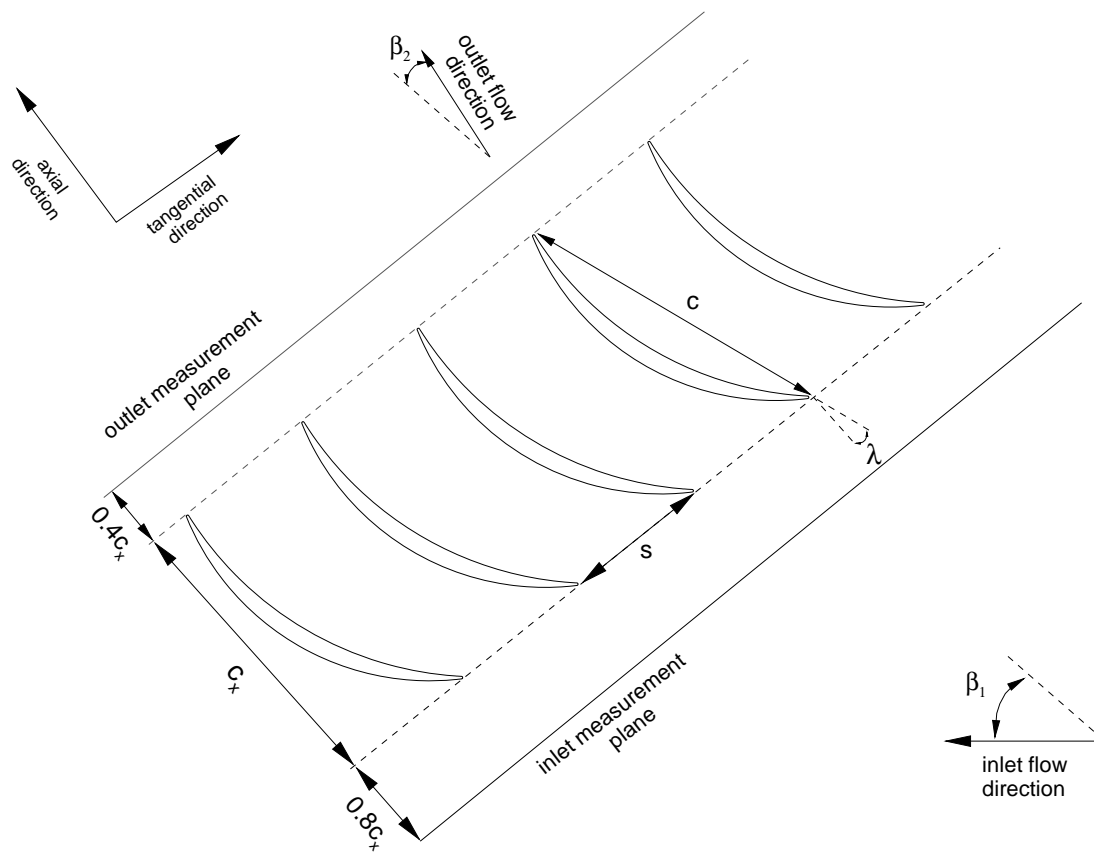 β₂
outlet flow
direction
axial
direction
tangential
direction
c
outlet measurement
plane
λ
0.4cₓ
s
cₓ
inlet measurement
plane
β₁
inlet flow
direction
0.8cₓ